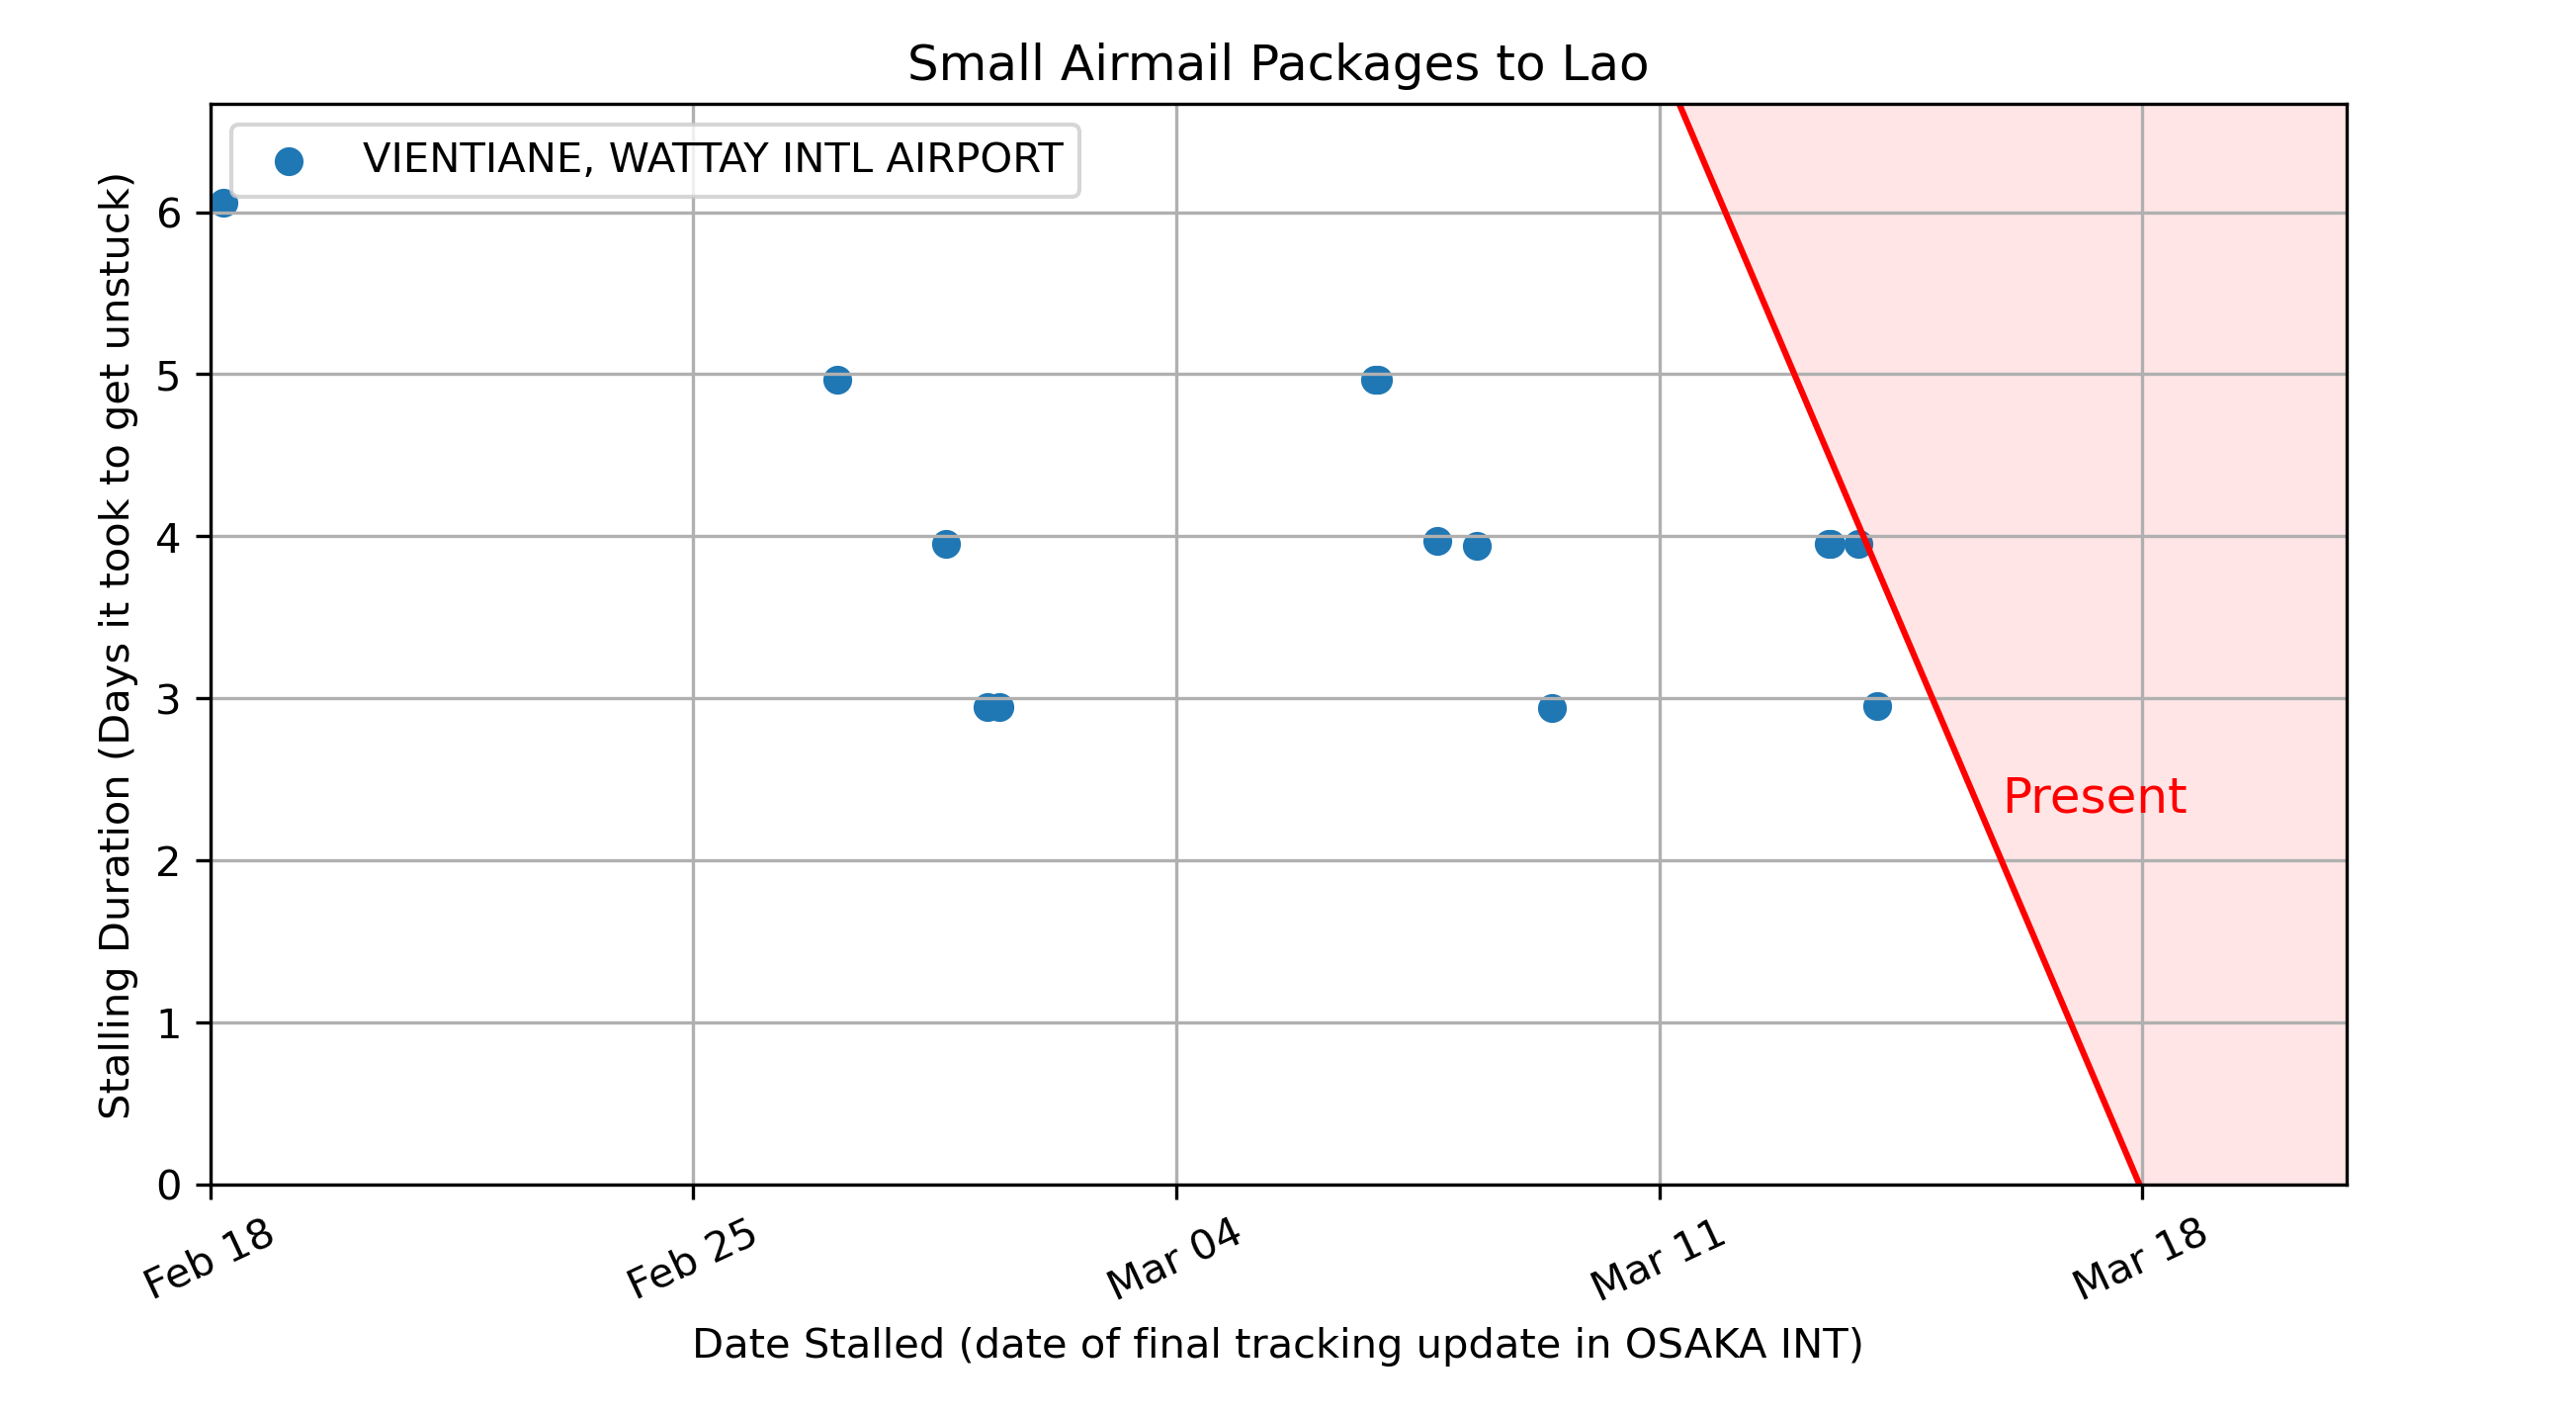 Small Airmail Packages to Lao
VIENTIANE, WATTAY INTL AIRPORT
Stalling Duration (Days it took to get unstuck)
6
5
4
3
2
1
0
Present
Feb 18
Feb 25
Mar 04
Mar 11
Mar 18
Date Stalled (date of final tracking update in OSAKA INT)